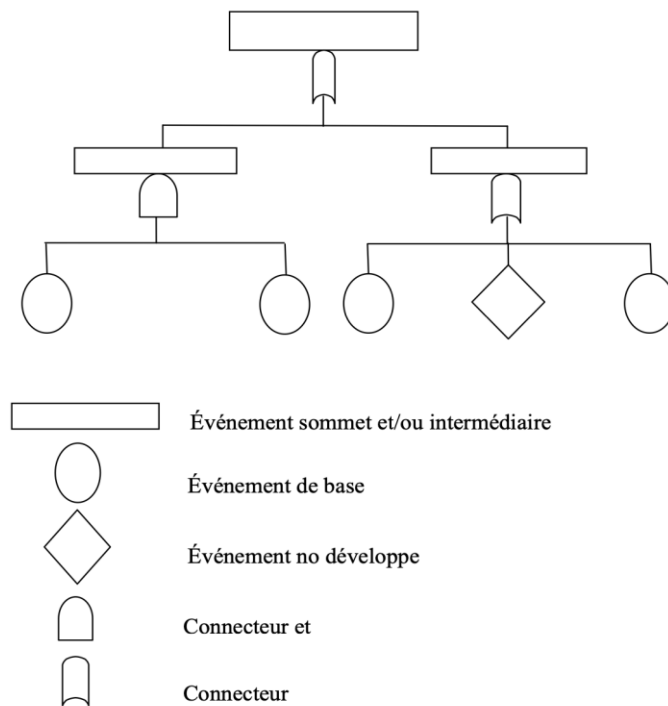 Événement sommet et/ou intermédiaire
Événement de base
Événement no développe
Connecteur et
Connecteur